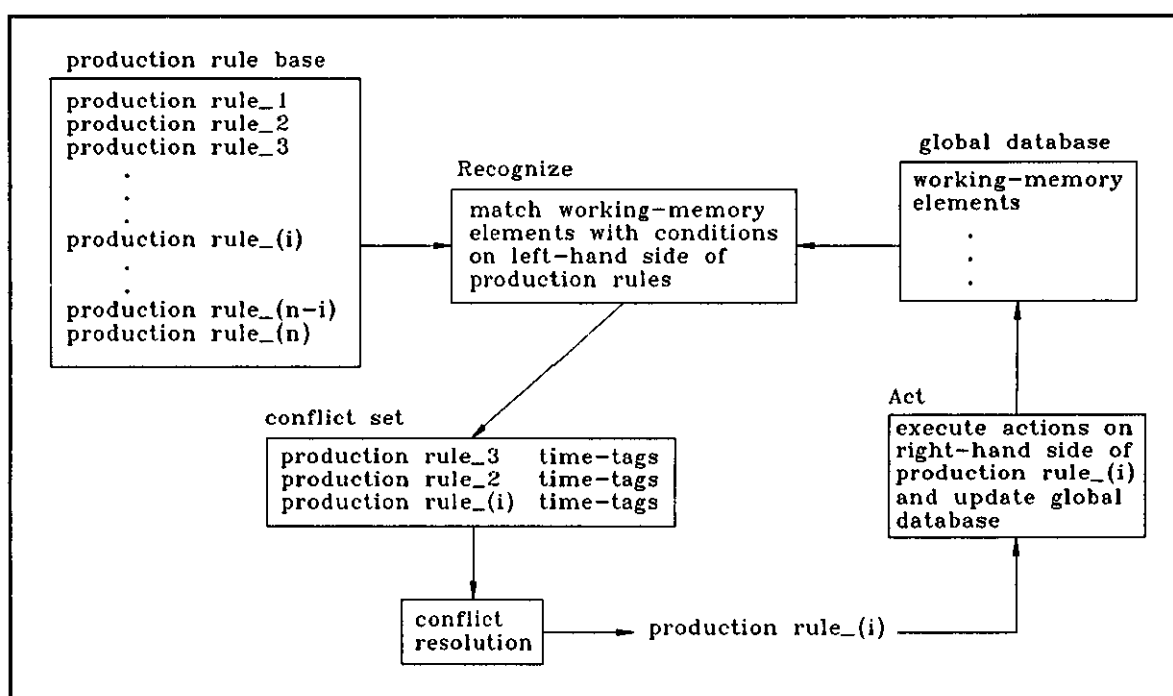 production rule base
production rule_1
production rule_2
production rule_3
.
.
.
production rule_(i)
.
.
production rule_(n-i)
production rule_(n)
Recognize
match working-memory
elements with conditions
on left-hand side of
production rules
global database
working-memory
elements
.
.
.
conflict set
production rule_3 time-tags
production rule_2 time-tags
production rule_(i) time-tags
conflict
resolution
production rule_(i)
Act
execute actions on
right-hand side of
production rule_(i)
and update global
database